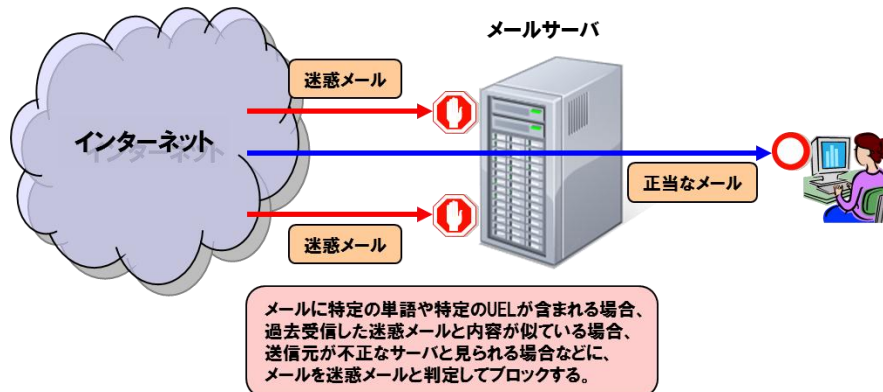 メールサーバ
迷惑メール
インターネット
正当なメール
迷惑メール
メールに特定の単語や特定のUELが含まれる場合、
過去受信した迷惑メールと内容が似ている場合、
送信元が不正なサーバと見られる場合などに、
メールを迷惑メールと判定してブロックする。